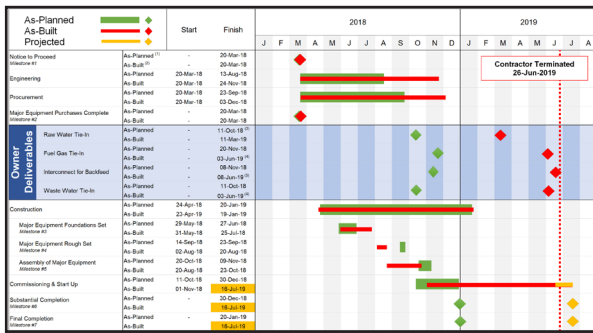 As-Planned
As-Built
Projected
Start Finish
2018 2019
J F M A M J J A S O N D J F M A M J J A
Contractor Terminated
26-Jun-2019
Notice to Proceed As-Planned (1) - 20-Mar-18
Milestone #1 As-Built (2) - 20-Mar-18
Engineering As-Planned 20-Mar-18 13-Aug-18
As-Built 20-Mar-18 24-Nov-18
Procurement As-Planned 20-Mar-18 23-Sep-18
As-Built 20-Mar-18 03-Dec-18
Major Equipment Purchases Complete As-Planned - 20-Mar-18
Milestone #2 As-Built - 20-Mar-18
Owner Deliverables
Raw Water Tie-In As-Planned - 11-Oct-18
As-Built - 11-Mar-19
Fuel Gas Tie-In As-Planned - 20-Nov-18
As-Built - 03-Jun-19 (4)
Interconnect for Backfeed As-Planned - 08-Nov-18
As-Built - 08-Jun-19
Waste Water Tie-In As-Planned - 11-Oct-18
As-Built - 03-Jun-19 (4)
Construction As-Planned 24-Apr-18 20-Jan-19
As-Built 23-Apr-19 19-Jan-19
Major Equipment Foundations Set As-Planned 29-May-18 27-Jun-18
Milestone #3 As-Built 31-May-18 25-Jul-18
Major Equipment Rough Set As-Planned 14-Sep-18 23-Sep-18
Milestone #4 As-Built 02-Aug-18 20-Aug-18
Assembly of Major Equipment As-Planned 20-Oct-18 09-Nov-18
Milestone #5 As-Built 20-Aug-18 23-Oct-18
Commissioning & Start Up As-Planned 11-Oct-18 30-Dec-18
As-Built 01-Nov-18 16-Jul-19
Substantial Completion As-Planned - 30-Dec-18
Milestone #6 As-Built - 16-Jul-19
Final Completion As-Planned - 20-Jan-19
Milestone #7 As-Built - 16-Jul-19